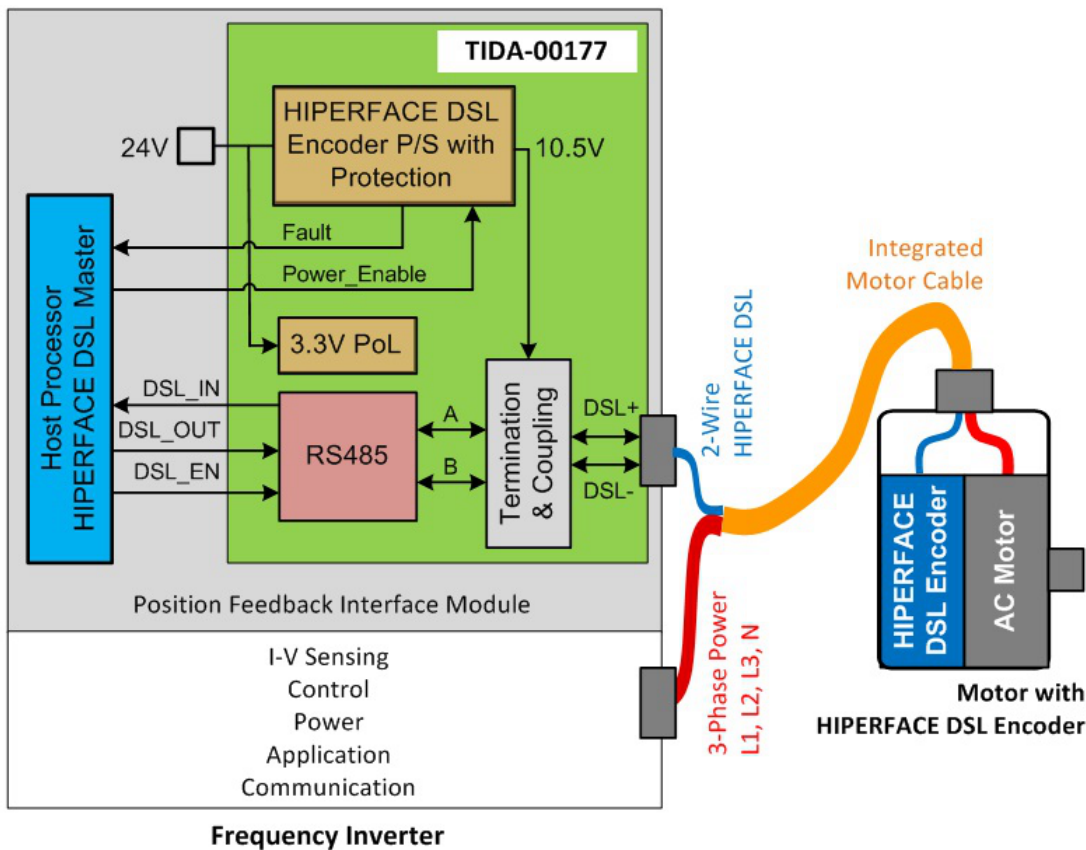 TIDA-00177
HIPERFACE DSL
Encoder P/S with
Protection
24V
10.5V
Fault
Power_Enable
3.3V PoL
Host Processor
HIPERFACE DSL Master
DSL_IN
DSL_OUT
DSL_EN
RS485
A
B
Termination
& Coupling
DSL+
DSL-
Position Feedback Interface Module
I-V Sensing
Control
Power
Application
Communication
Frequency Inverter
2-Wire
HIPERFACE DSL
3-Phase Power
L1, L2, L3, N
Integrated
Motor Cable
HIPERFACE
DSL Encoder
AC Motor
Motor with
HIPERFACE DSL Encoder